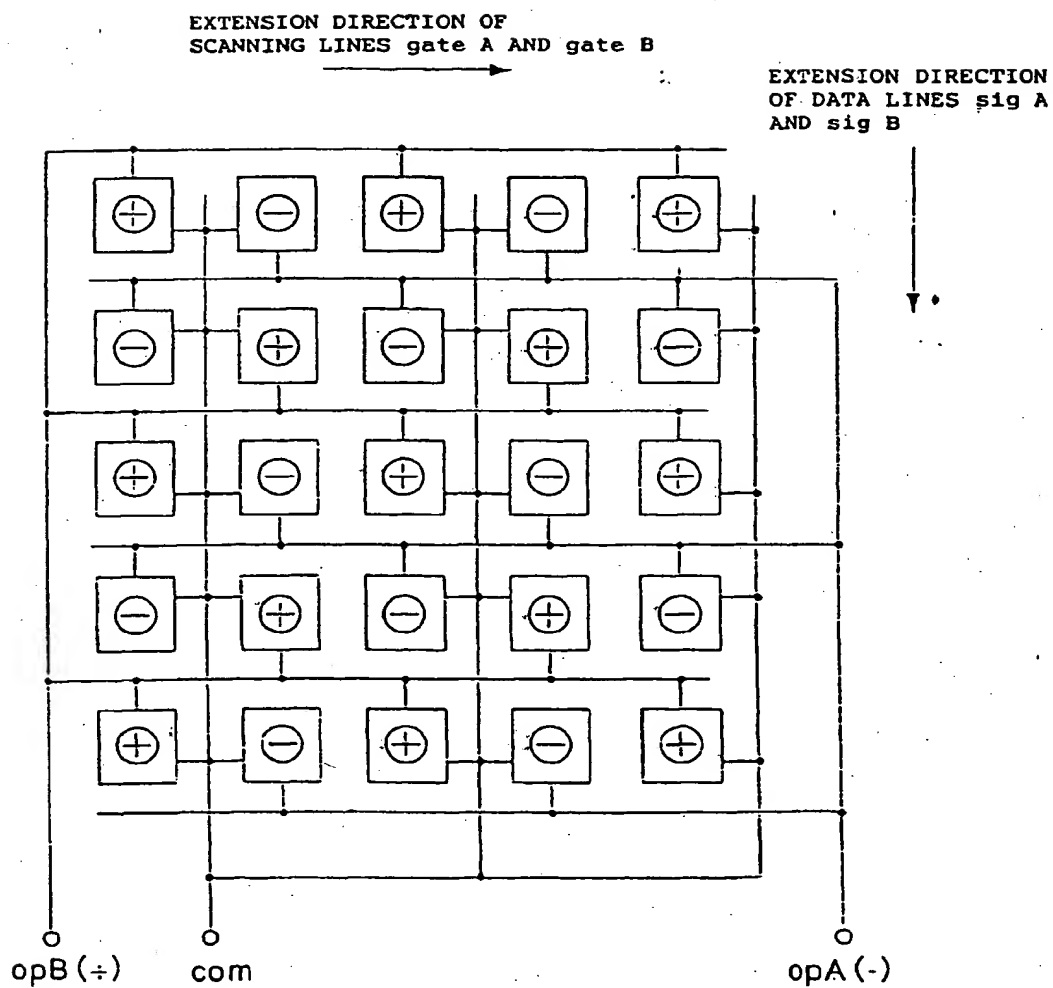 EXTENSION DIRECTION OF
SCANNING LINES gate A AND gate B
EXTENSION DIRECTION
OF DATA LINES sig A
AND sig B
+ − + − +
− + − + −
+ − + − +
− + − + −
+ − + − +
opB (÷) com opA (-)